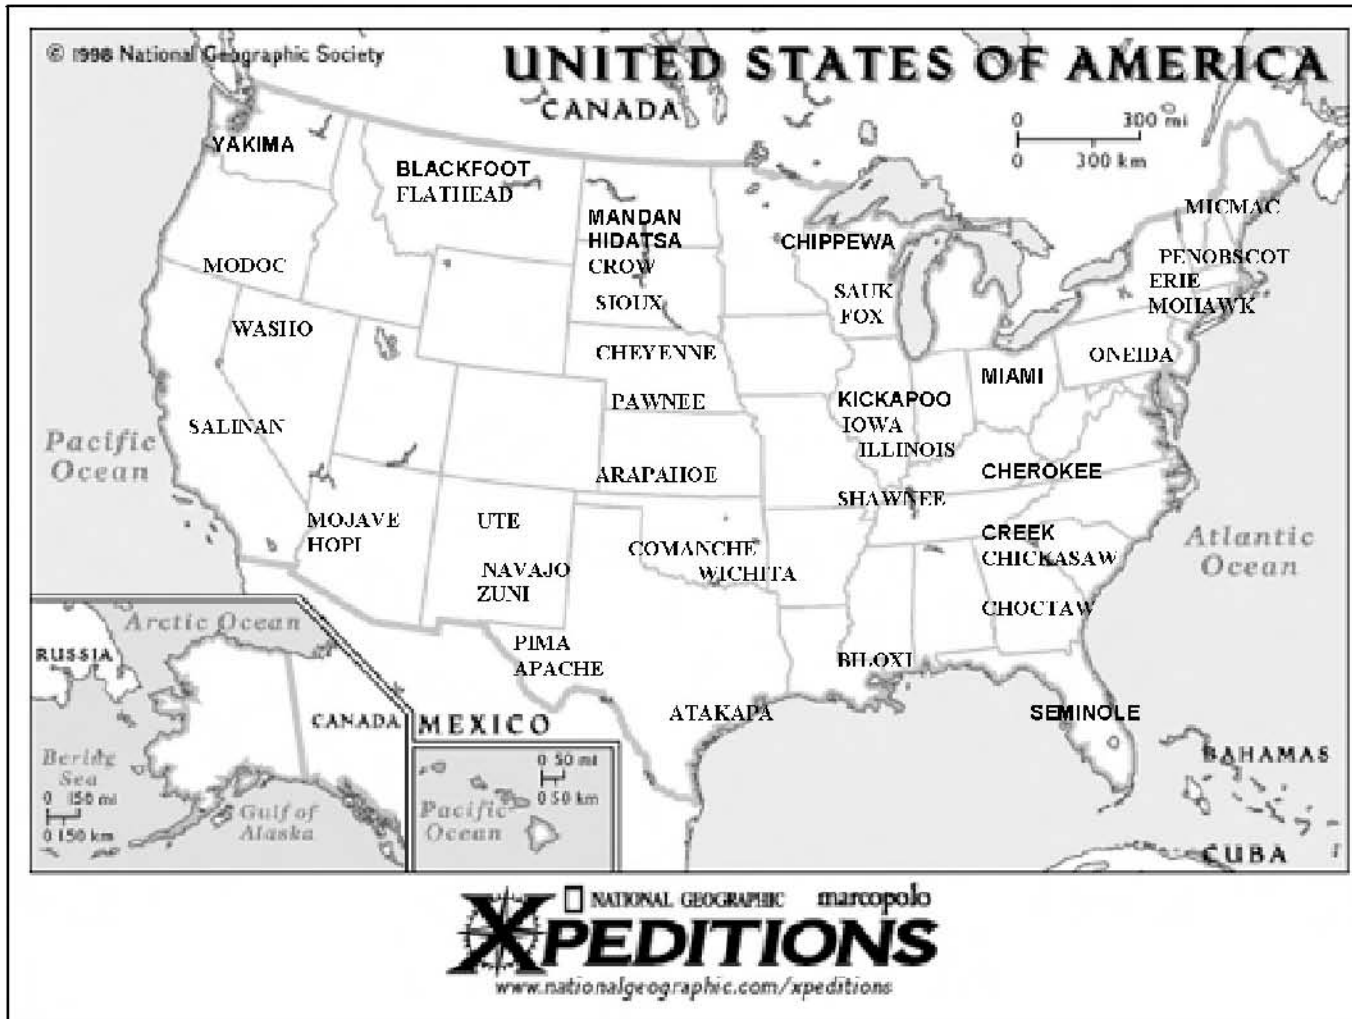 © 1998 National Geographic Society
UNITED STATES OF AMERICA
CANADA
0 300 mi
0 300 km
YAKIMA
BLACKFOOT
FLATHEAD
MANDAN
HIDATSA
CROW
SIOUX
CHIPPEWA
SAUK
FOX
MICMAC
PENOBSCOT
ERIE
MOHAWK
ONEIDA
MODOC
WASHO
CHEYENNE
PAWNEE
KICKAPOO
IOWA
ILLINOIS
MIAMI
SALINAN
Pacific
Ocean
ARAPAHOE
SHAWNEE
CHEROKEE
MOJAVE
HOPI
UTE
NAVAJO
ZUNI
COMANCHE
WICHITA
CREEK
CHICKASAW
CHOCTAW
Atlantic
Ocean
PIMA
APACHE
ATAKAPA
BILOXI
SEMINOLE
Arctic Ocean
RUSSIA
CANADA
Bering
Sea
0 150 mi
0 150 km
Gulf of
Alaska
MEXICO
0 50 mi
0 50 km
Pacific
Ocean
BAHAMAS
CUBA
NATIONAL GEOGRAPHIC marcopolo
XPEDITIONS
www.nationalgeographic.com/xpeditions